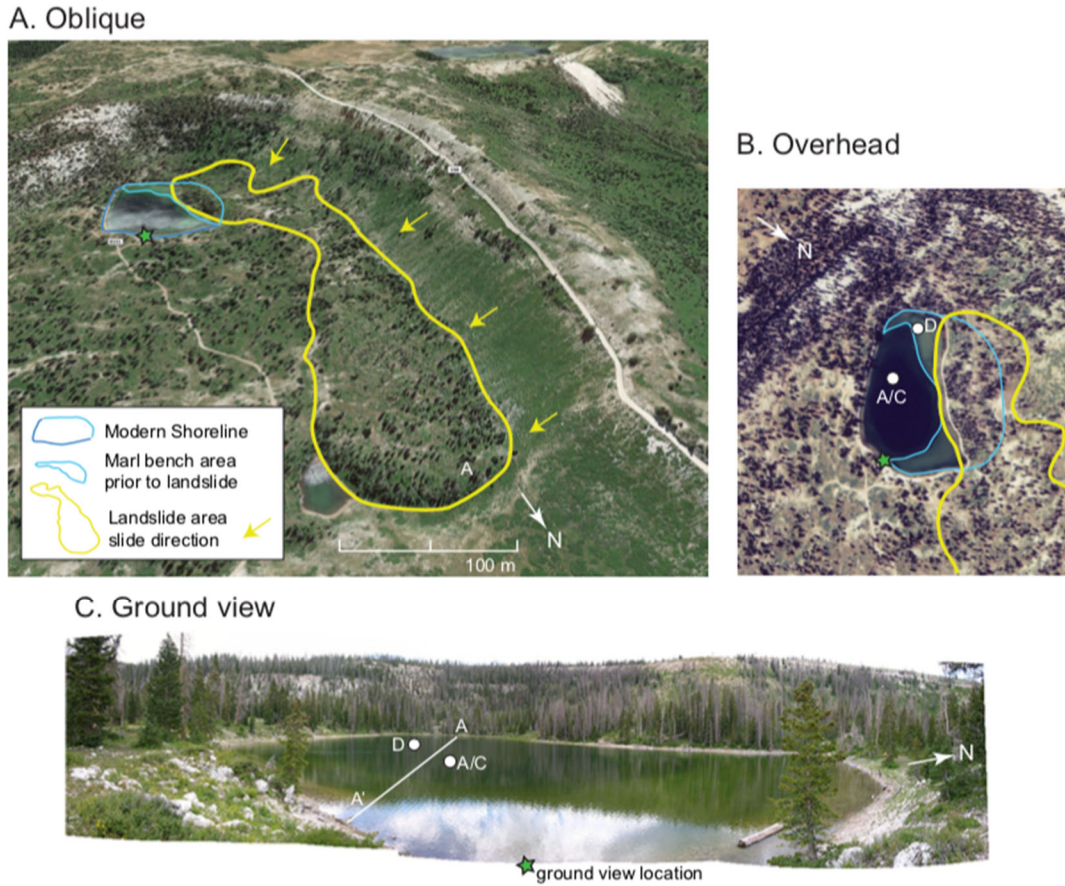 A. Oblique
B. Overhead
N
D
A/C
Modern Shoreline
Marl bench area
prior to landslide
Landslide area
slide direction
A
N
100 m
C. Ground view
A
D
A/C
A'
N
ground view location